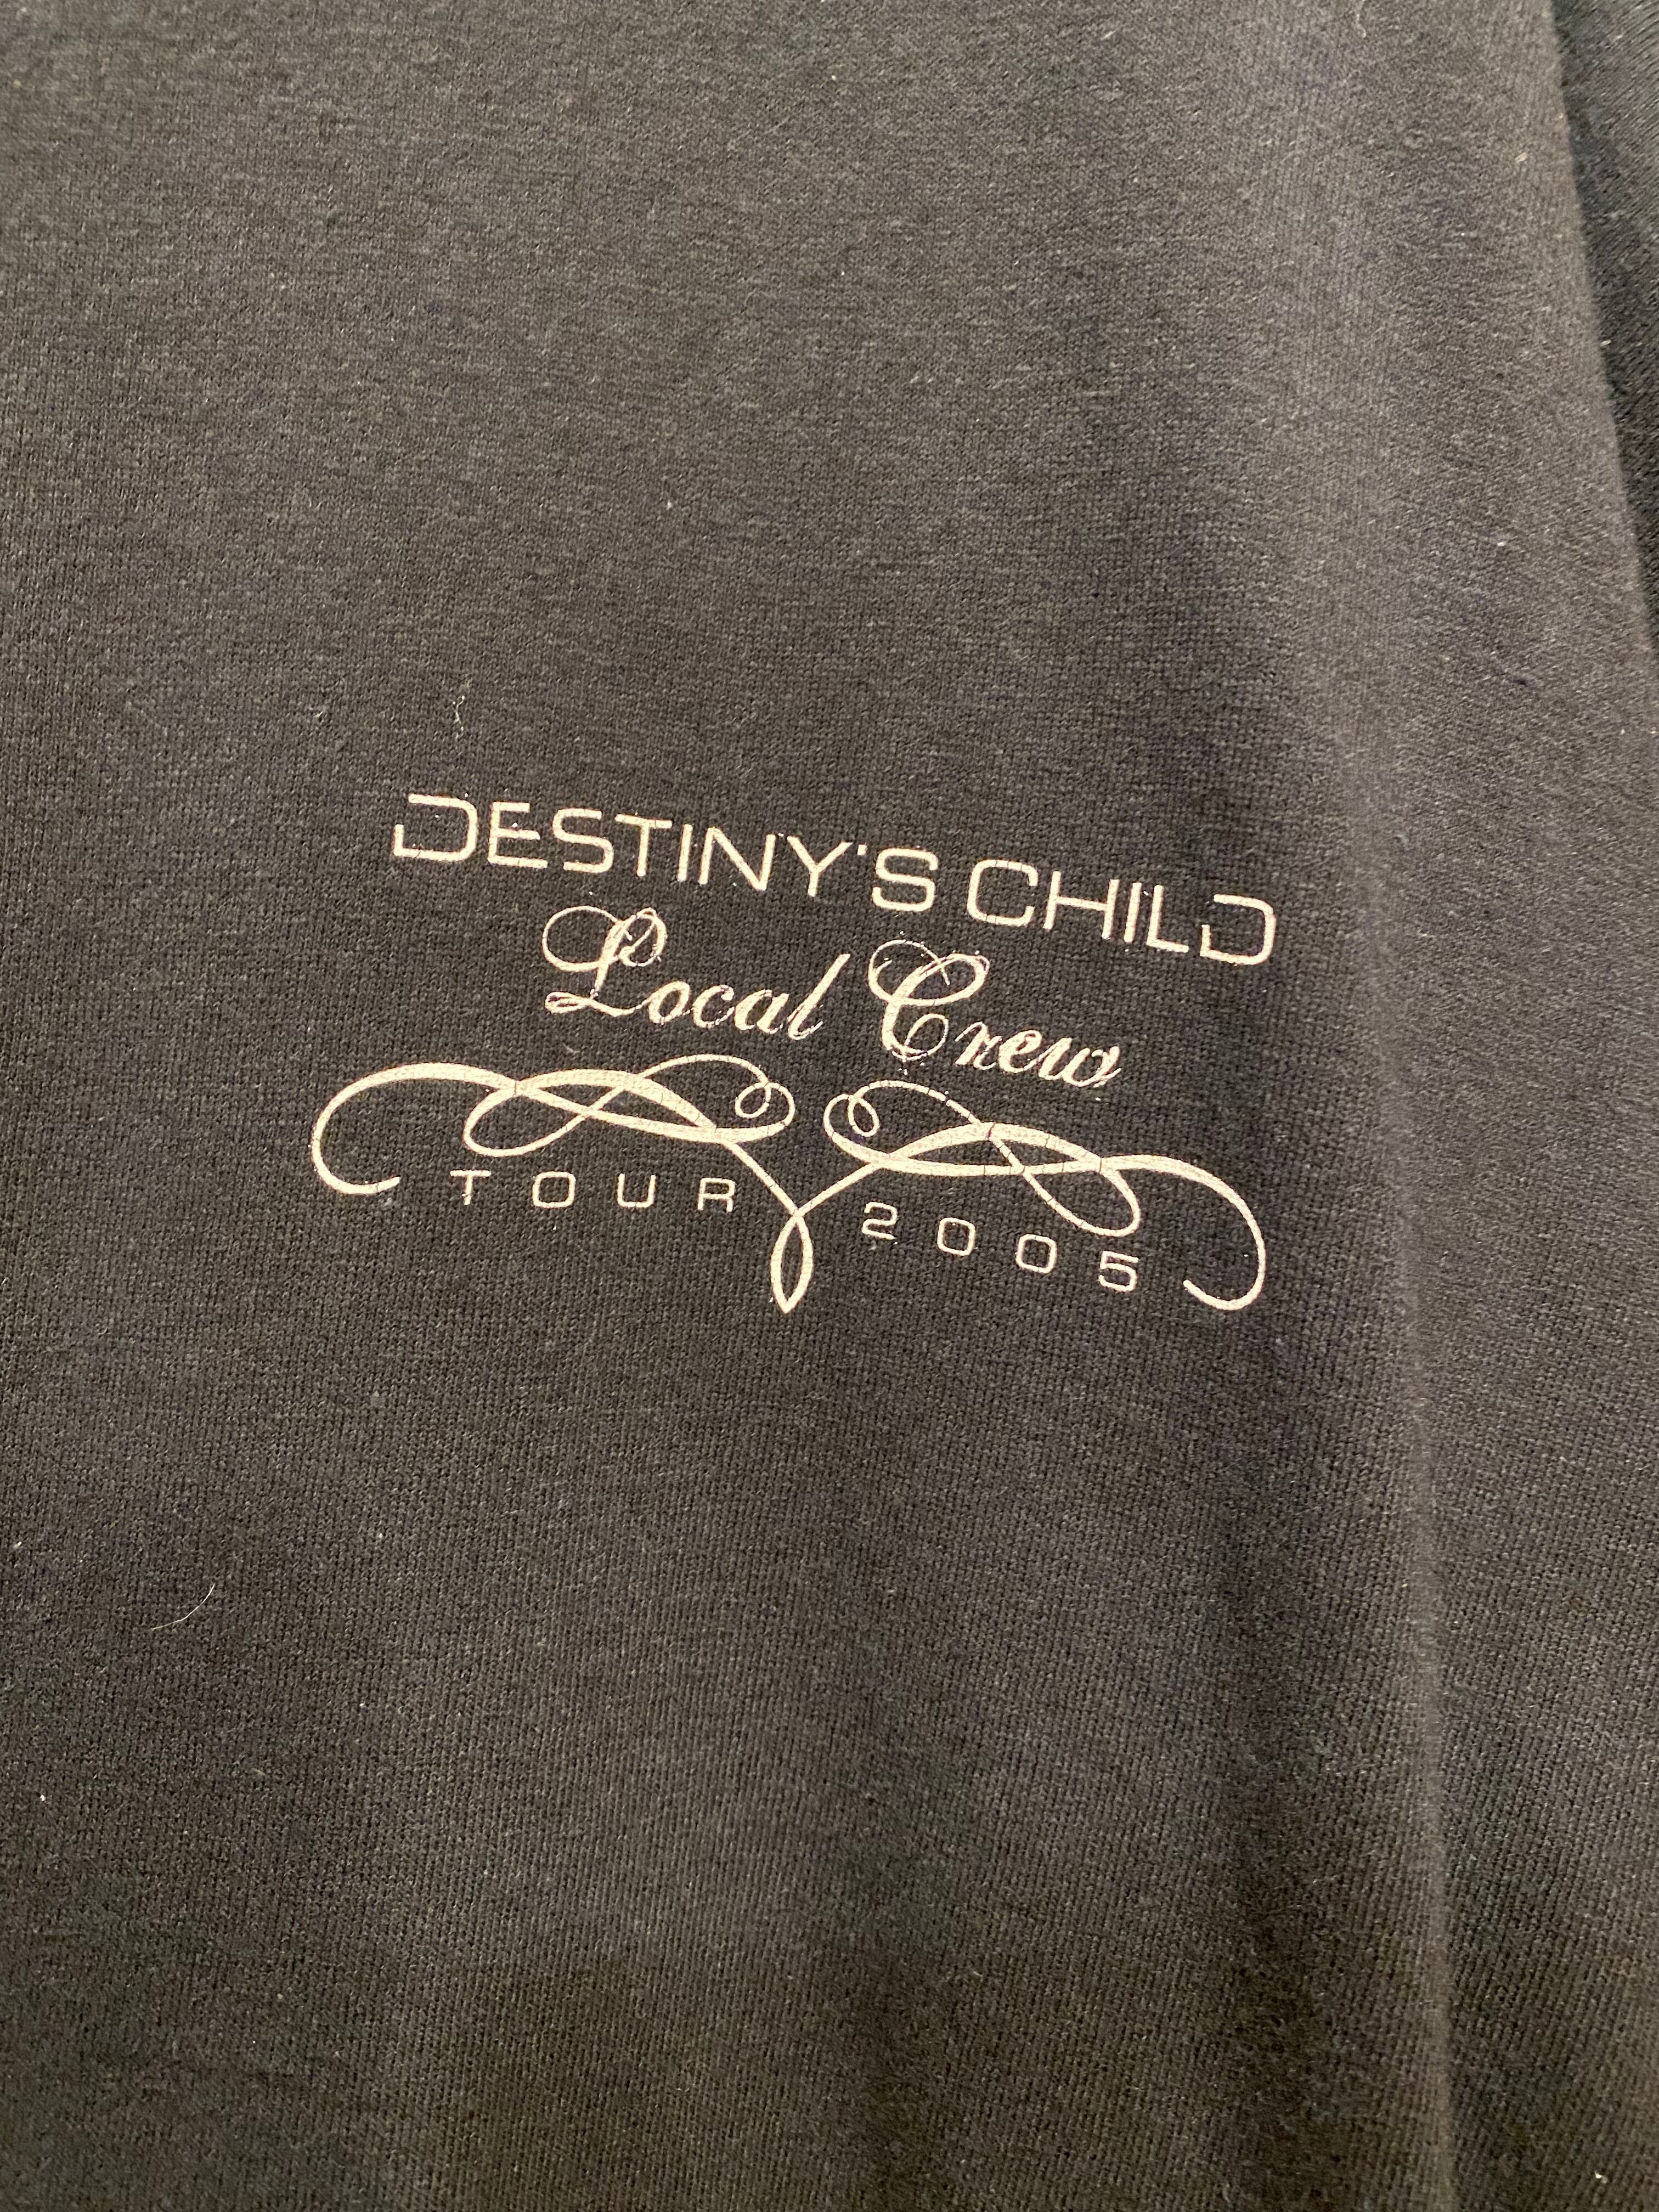 DESTINY'S CHILD
Local Crew
TOUR 2005